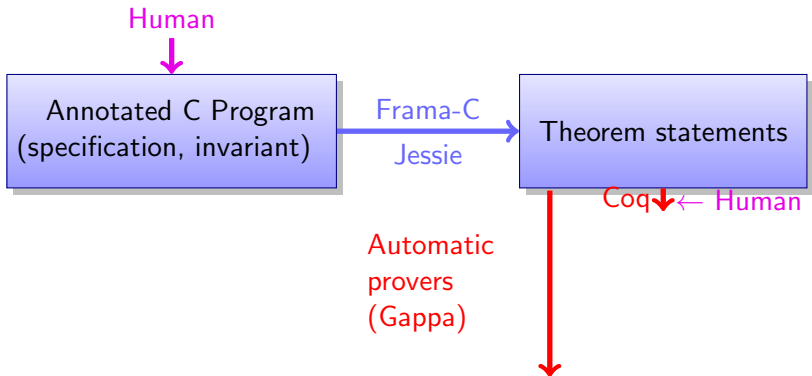 Human
Annotated C Program
(specification, invariant)
Frama-C
Jessie
Theorem statements
Coq
← Human
Automatic
provers
(Gappa)